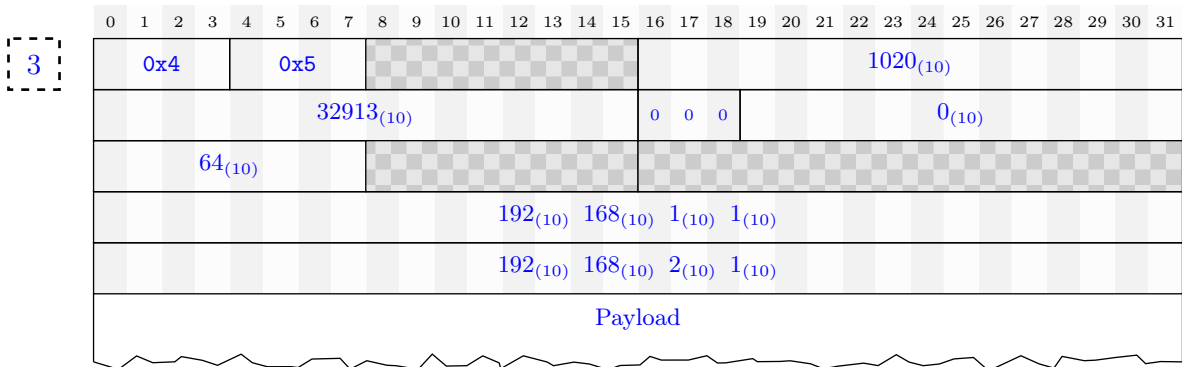 0 1 2 3 4 5 6 7 8 9 10 11 12 13 14 15 16 17 18 19 20 21 22 23 24 25 26 27 28 29 30 31
3 0x4 0x5 1020(10)
32913(10) 0 0 0 0(10)
64(10)
192(10) 168(10) 1(10) 1(10)
192(10) 168(10) 2(10) 1(10)
Payload